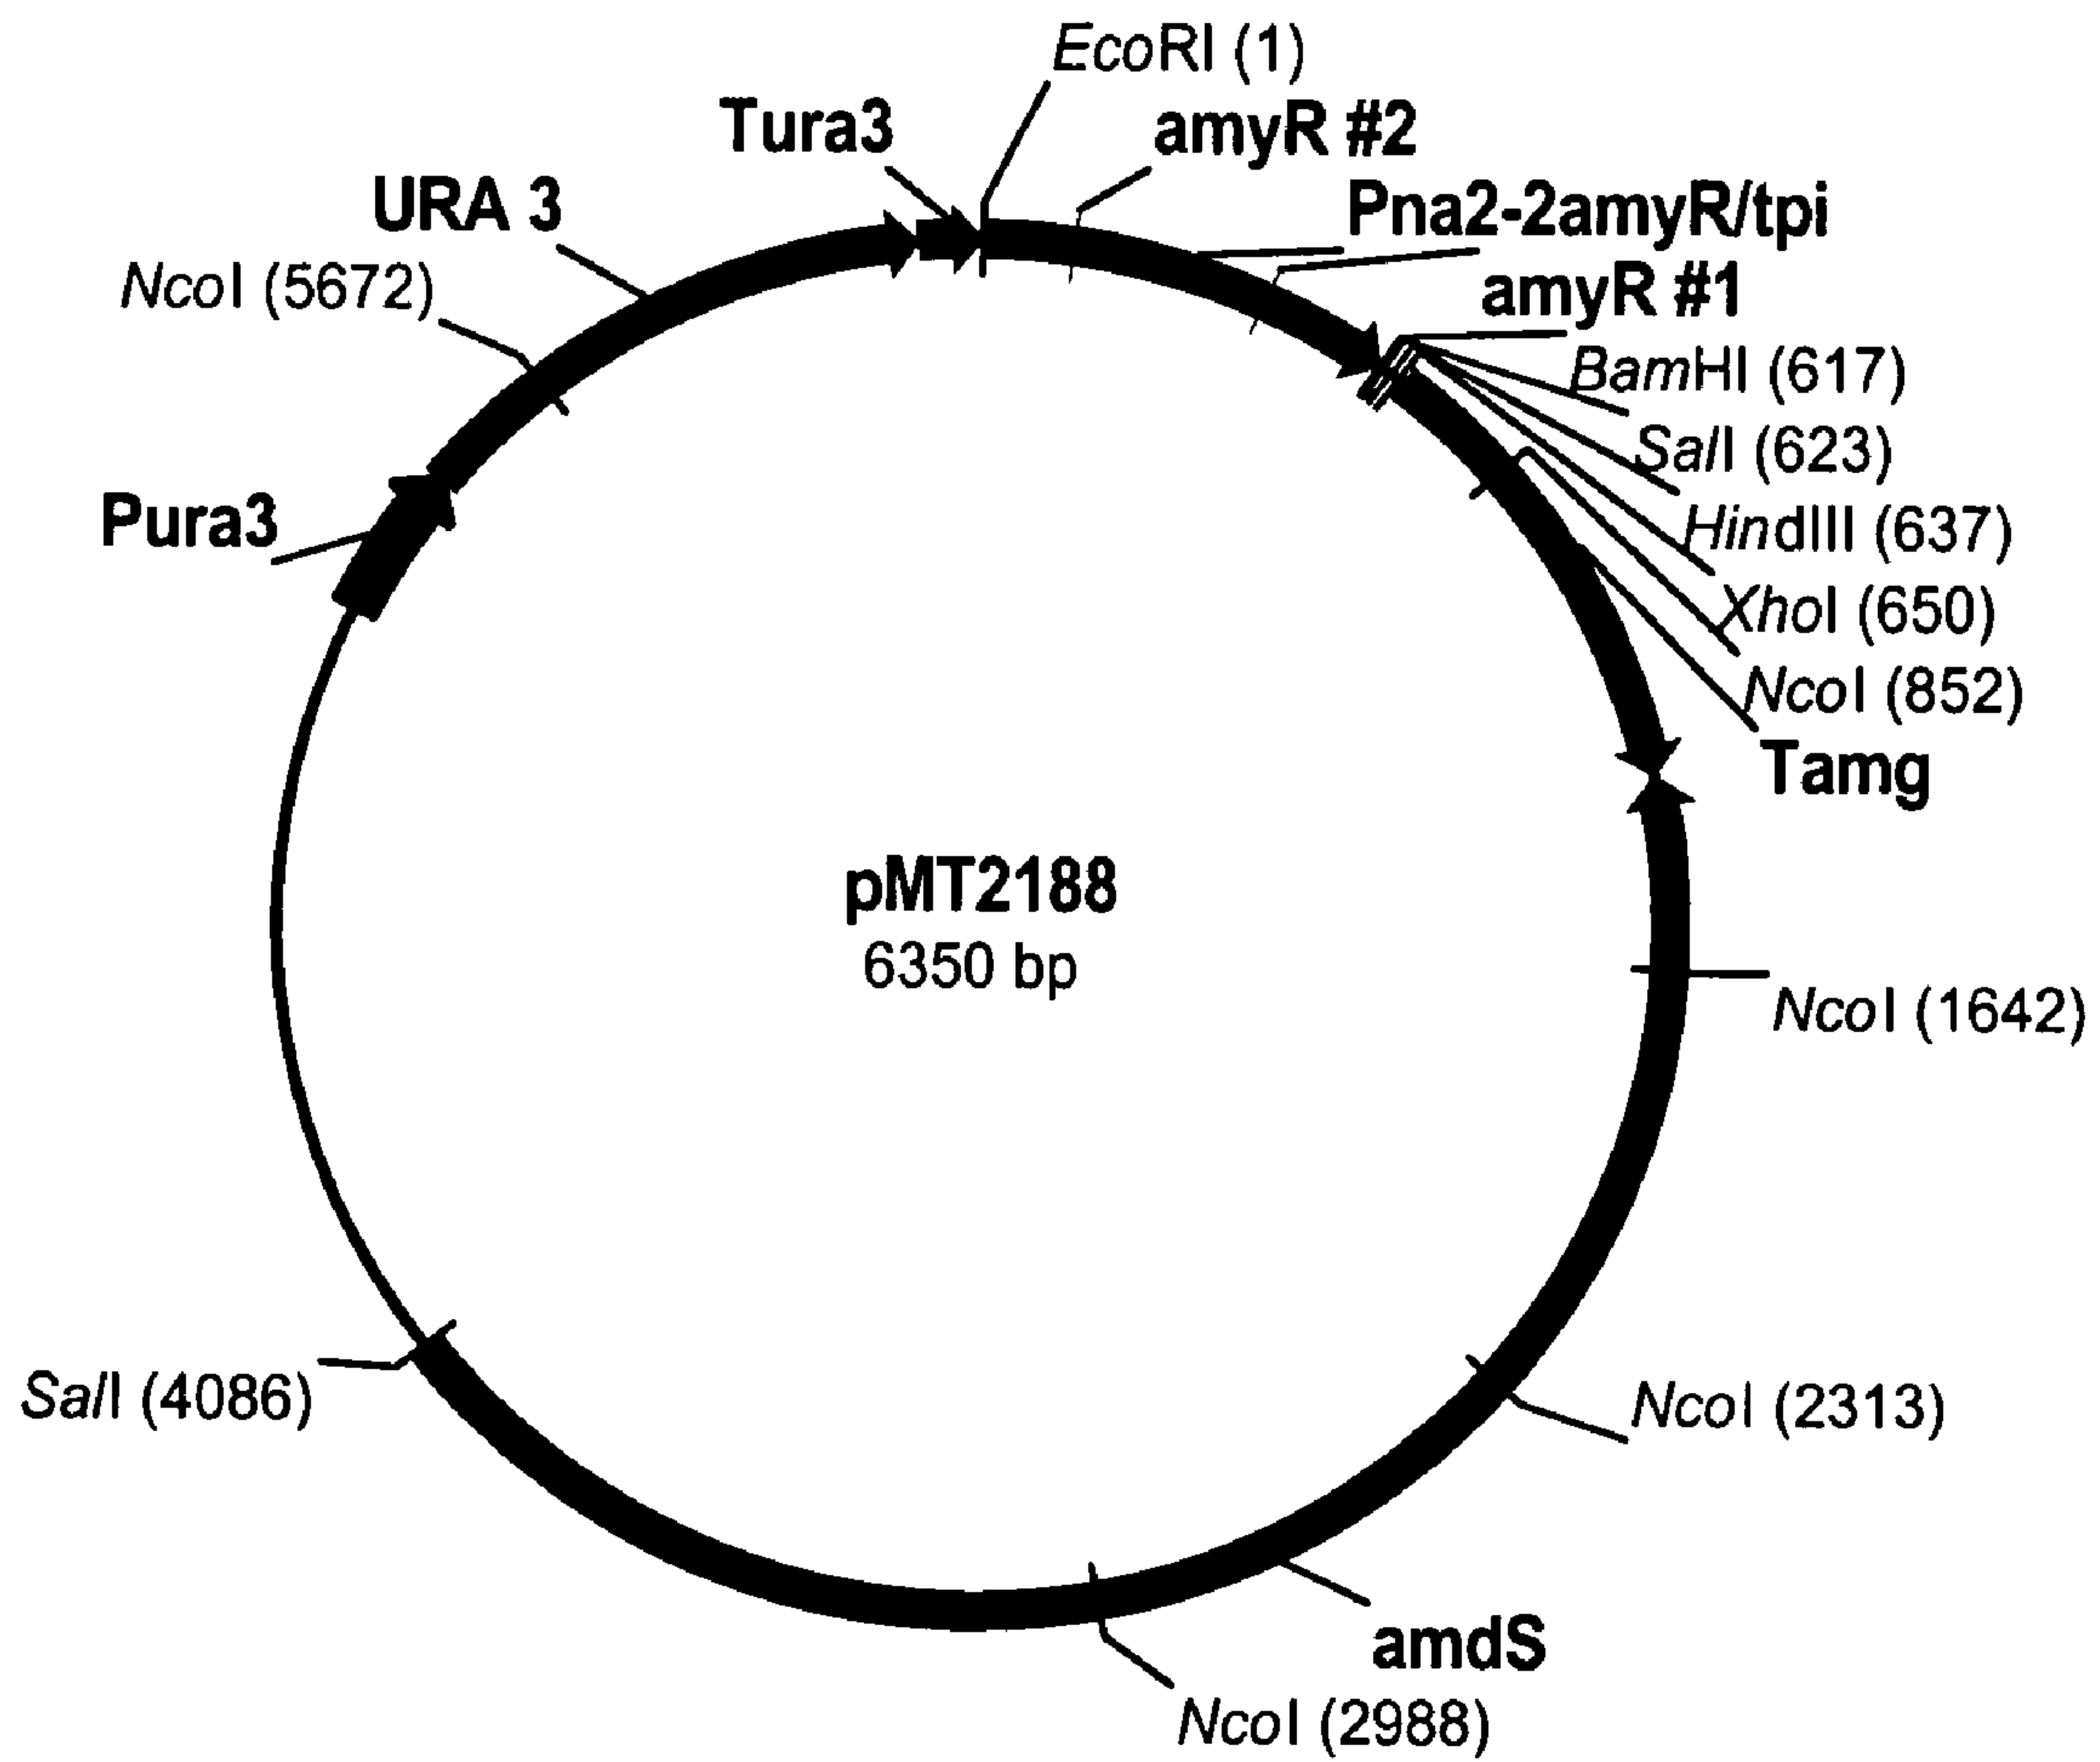 EcoRI (1)
Tura3
amyR #2
URA 3
Pna2-2amyR/tpi
NcoI (5672)
amyR #1
BamHI (617)
SalI (623)
Pura3
HindIII (637)
XhoI (650)
NcoI (852)
Tamg
pMT2188
6350 bp
NcoI (1642)
SalI (4086)
NcoI (2313)
amdS
NcoI (2988)